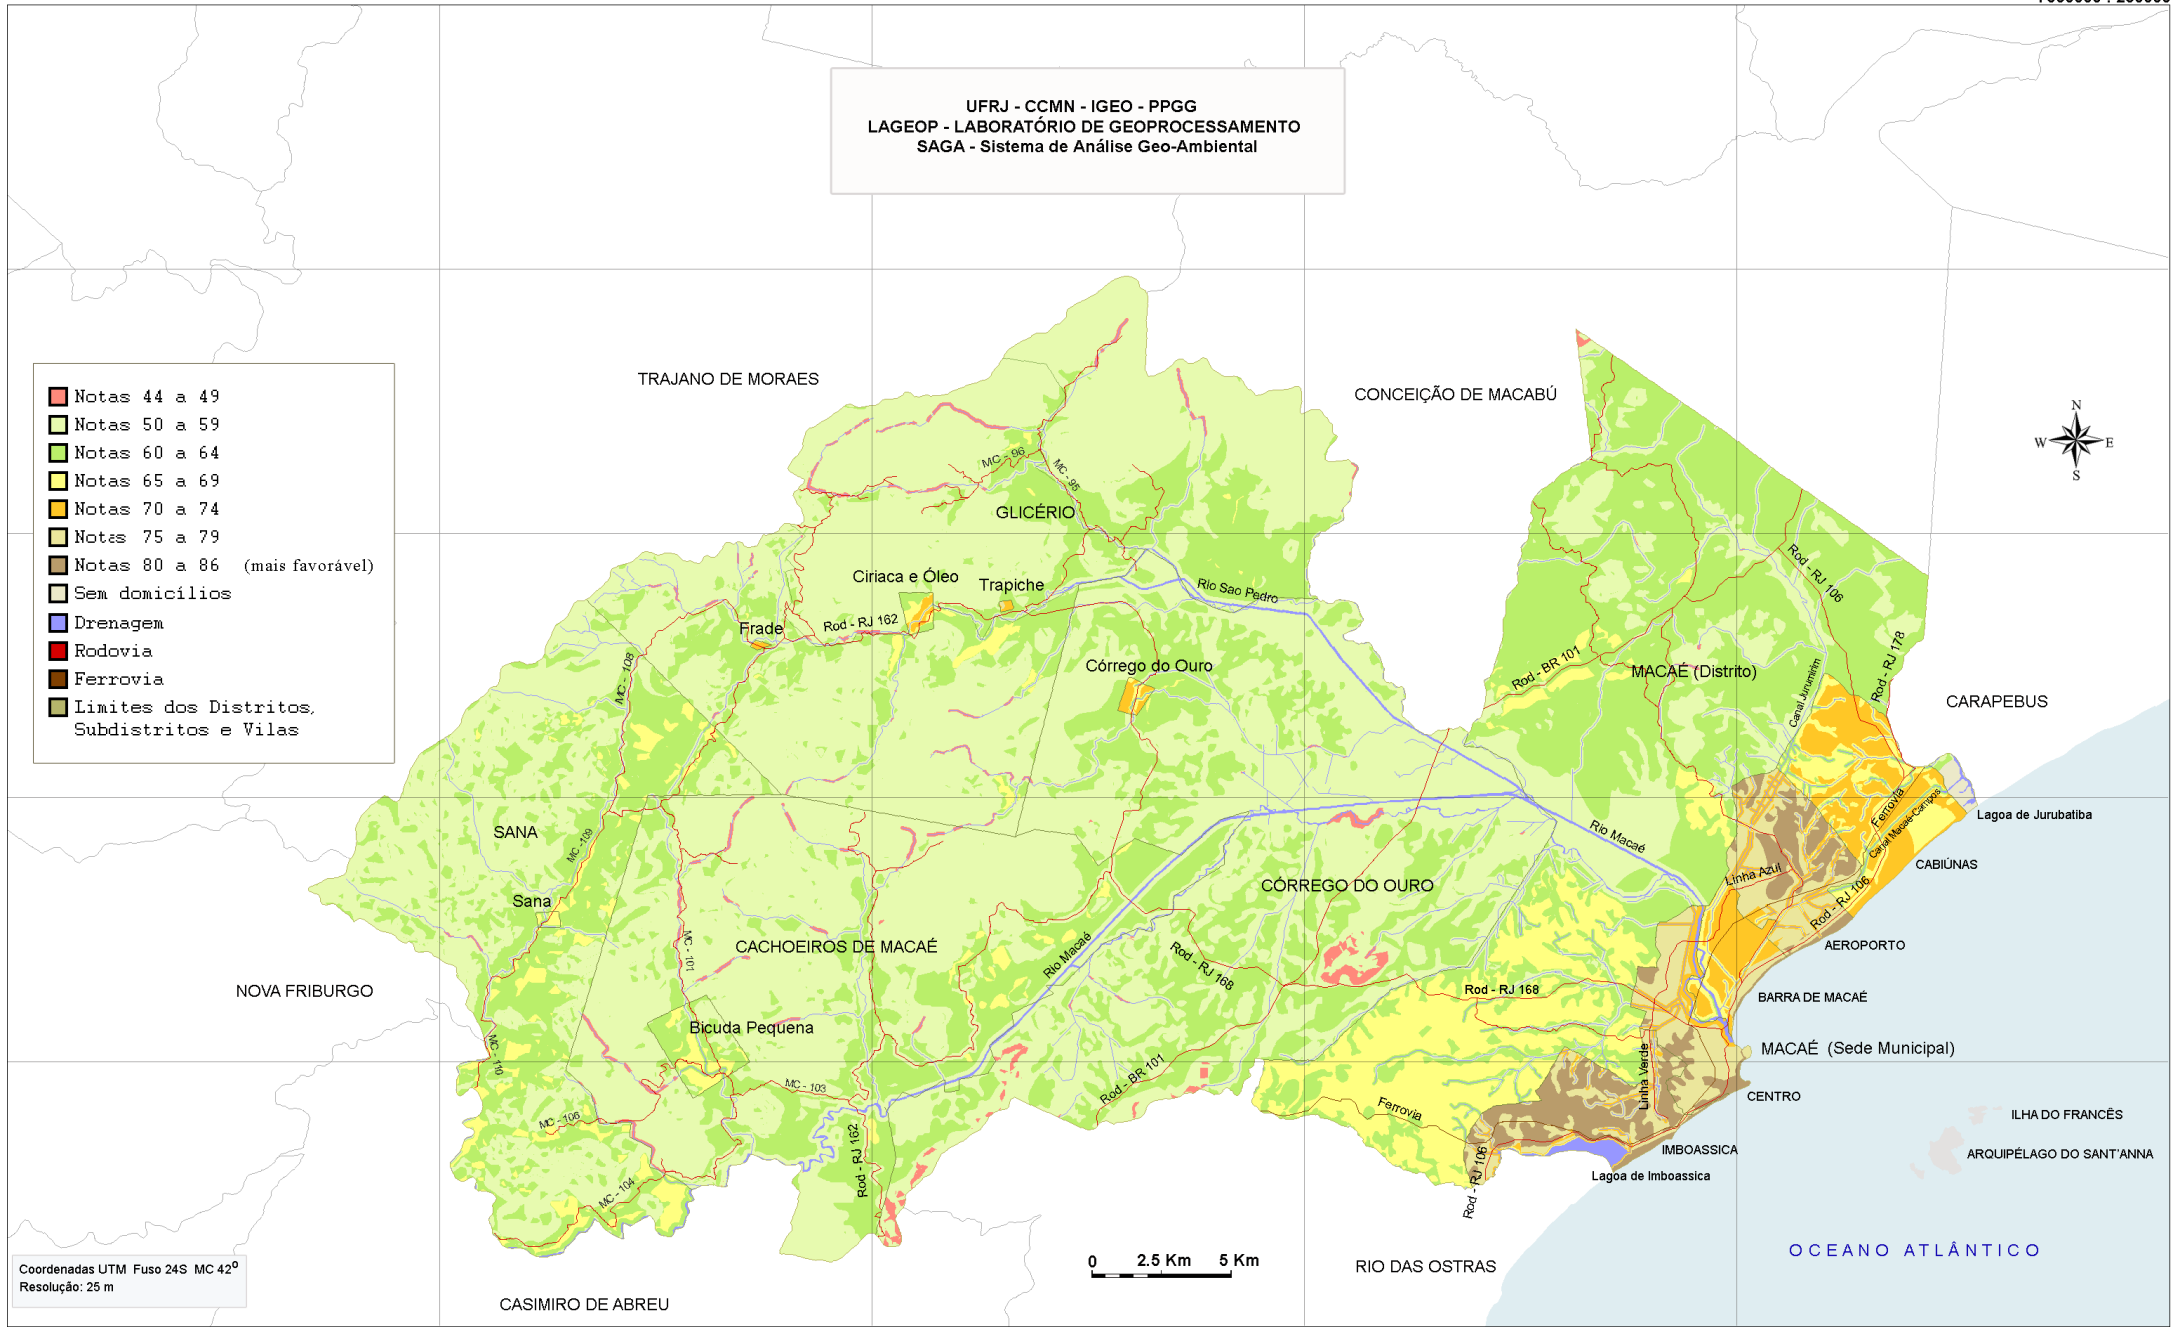 UFRJ - CCMN - IGEO - PPGG
LAGEOP - LABORATÓRIO DE GEOPROCESSAMENTO
SAGA - Sistema de Análise Geo-Ambiental
TRAJANO DE MORAES
CONCEIÇÃO DE MACABÚ
Notas 44 a 49
Notas 50 a 59
Notas 60 a 64
Notas 65 a 69
Notas 70 a 74
Notas 75 a 79
Notas 80 a 86 (mais favorável)
Sem domicílios
Drenagem
Rodovia
Ferrovia
Limites dos Distritos,
Subdistritos e Vilas
N
W E
S
MC - 96
MC - 95
GLICÉRIO
Ciriaca e Óleo
Trapiche
Rio Sao Pedro
Rod - RJ 106
Frade
Rod - RJ 162
Córrego do Ouro
MC - 108
Rod - BR 101
MACAÉ (Distrito)
Canal Jurumirim
Rod - RJ 178
CARAPEBUS
SANA
MC -109
Rio Macaé
Ferrovia
Canal Macaé-Campos
Lagoa de Jurubatiba
CABIÚNAS
Linha Azul
Rod - RJ 106
CÓRREGO DO OURO
Sana
CACHOEIROS DE MACAÉ
MC - 101
Rio Macaé
Rod - RJ 168
AEROPORTO
NOVA FRIBURGO
Rod - RJ 168
BARRA DE MACAÉ
Bicuda Pequena
MACAÉ (Sede Municipal)
MC - 110
MC - 103
Rod - BR 101
Linha Verde
CENTRO
Ferrovia
MC - 106
ILHA DO FRANCÊS
Rod - RJ 162
IMBOASSICA
ARQUIPÉLAGO DO SANT'ANNA
Rod - RJ 106
Lagoa de Imboassica
MC - 104
OCEANO ATLÂNTICO
0 2.5 Km 5 Km
RIO DAS OSTRAS
Coordenadas UTM Fuso 24S MC 42º
Resolução: 25 m
CASIMIRO DE ABREU